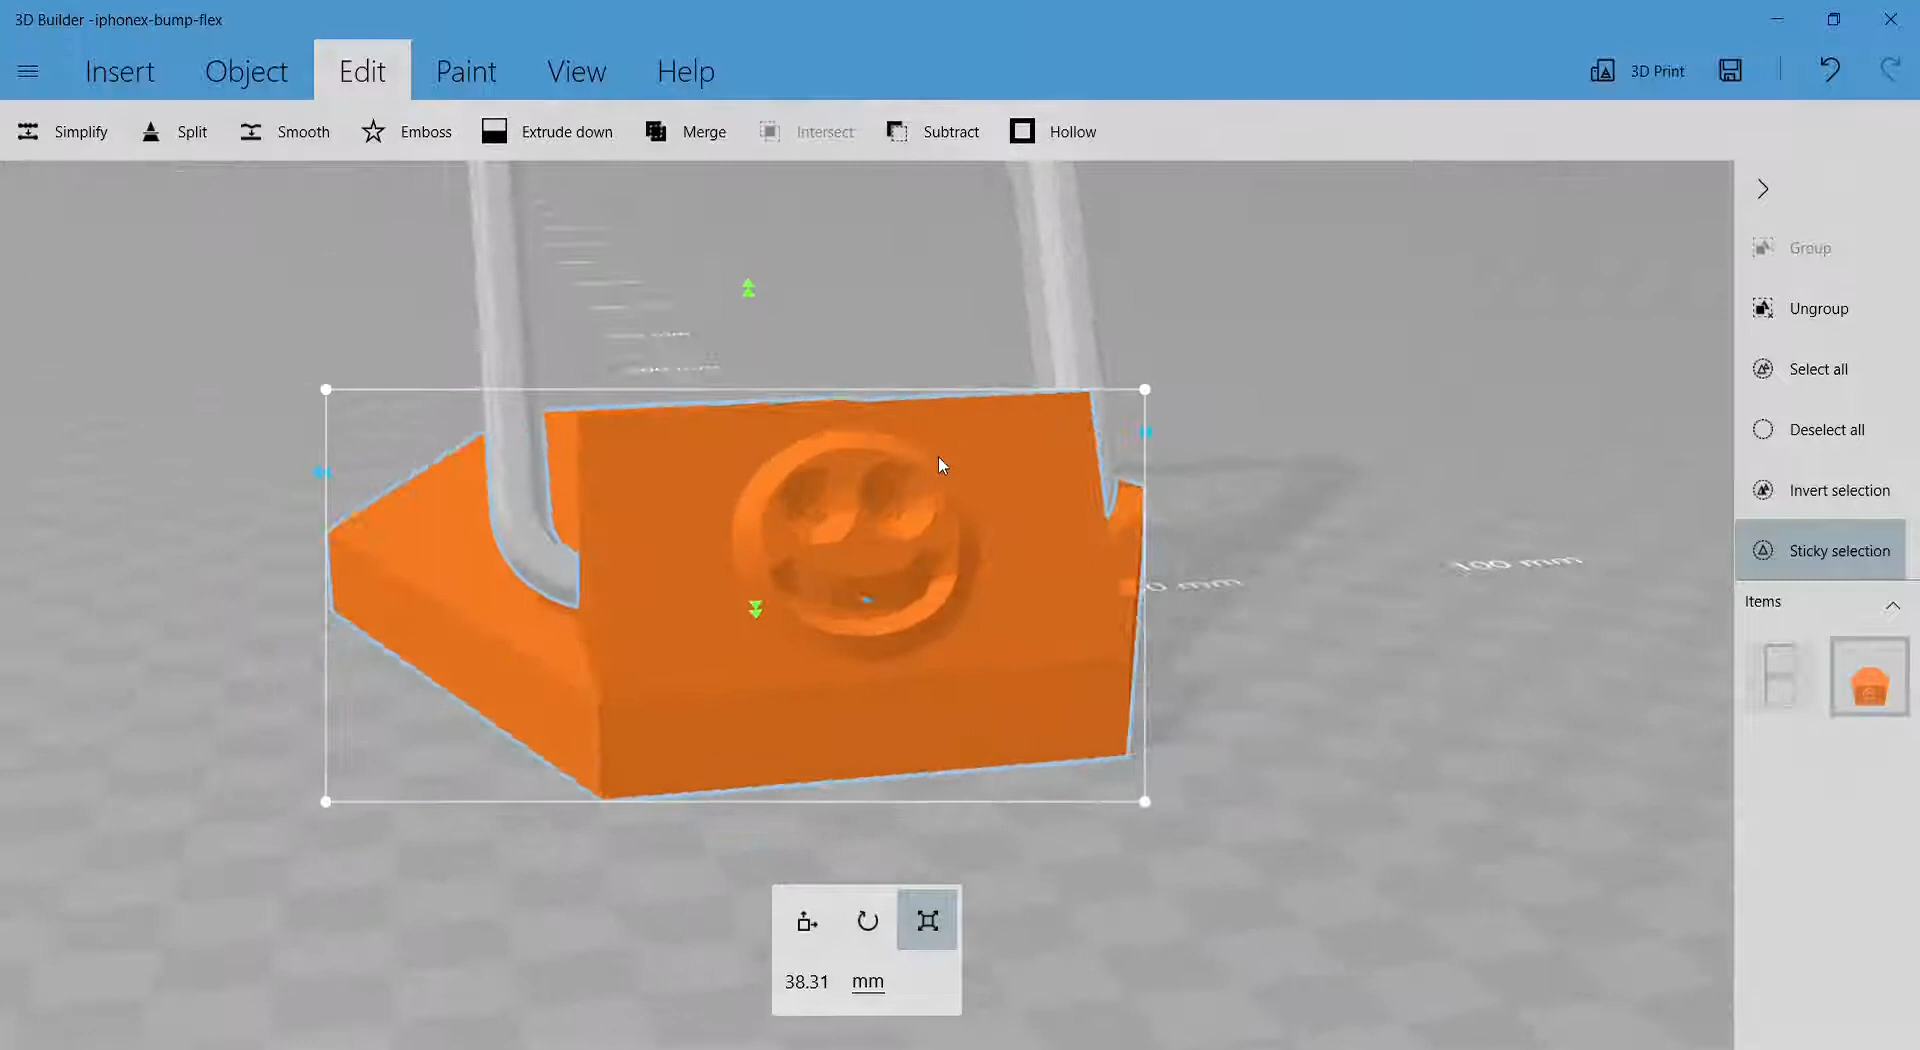 3D Builder -iphonex-bump-flex
Insert Object Edit Paint View Help
3D Print
Simplify Split Smooth Emboss Extrude down Merge Intersect Subtract Hollow
Group
Ungroup
Select all
Deselect all
Invert selection
Sticky selection
100 mm
0 mm
Items
38.31 mm